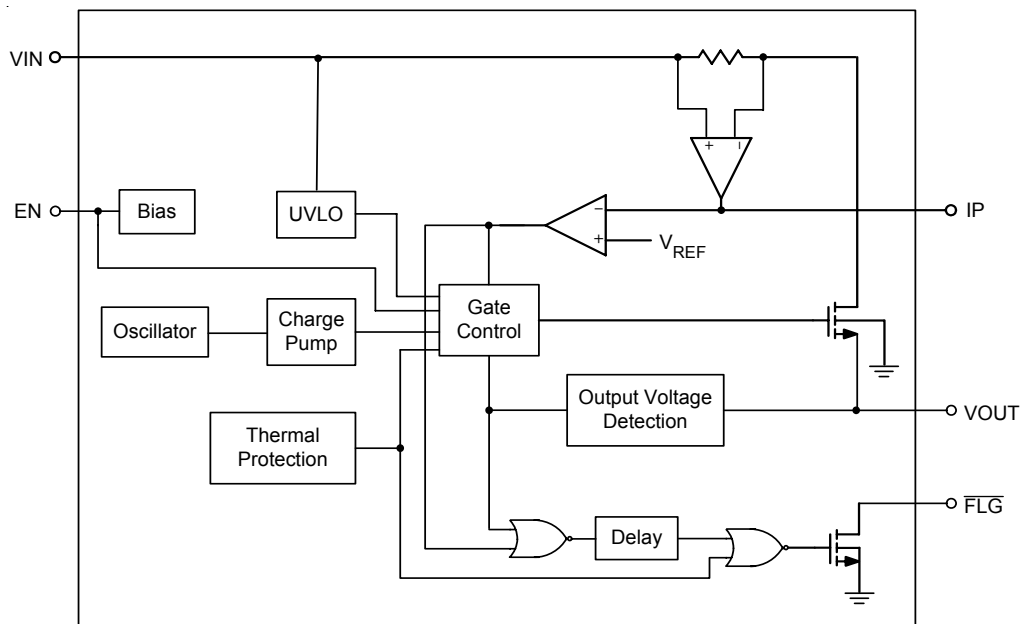 VIN
+ −
EN
Bias
UVLO
−
+
V_REF
IP
Gate
Control
Oscillator
Charge
Pump
Output Voltage
Detection
VOUT
Thermal
Protection
FLG
Delay